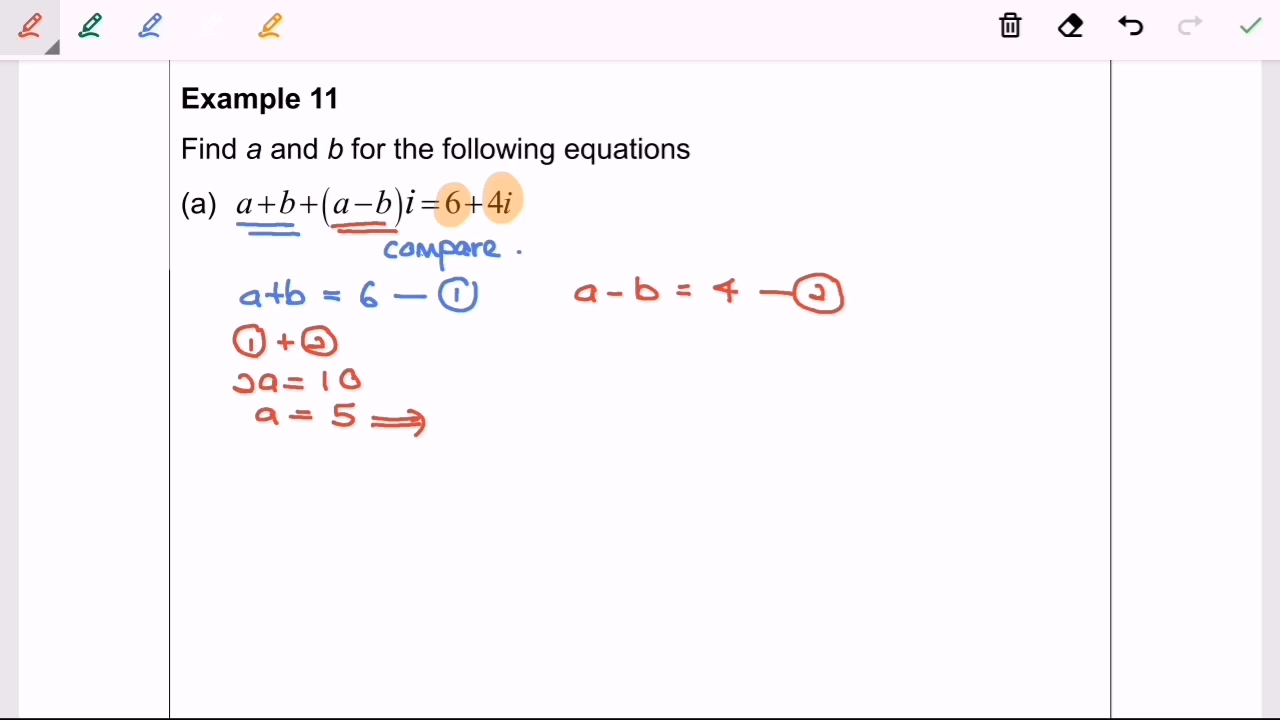 Example 11
Find a and b for the following equations
(a) a+b+(a−b)i=6+4i
compare .
a+b = 6 — ① a - b = 4 — ②
① + ②
2a = 10
a = 5 ⟹